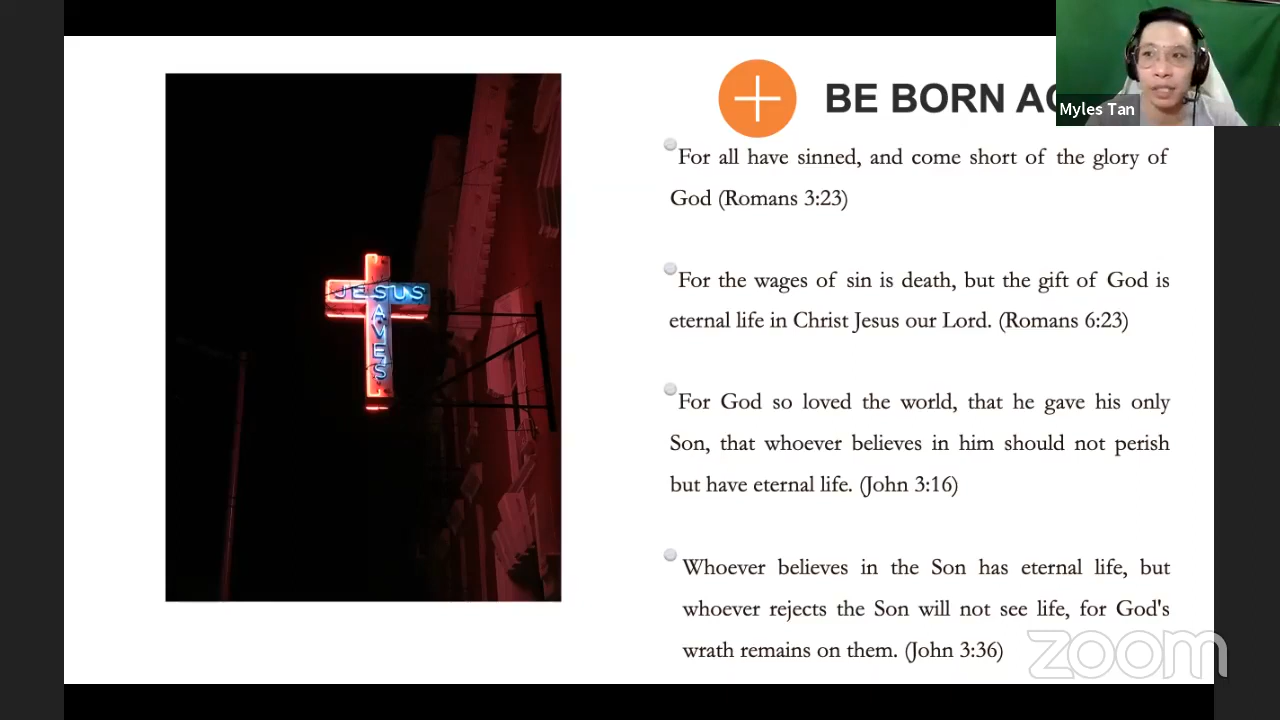 BE BORN AG
Myles Tan
For all have sinned, and come short of the glory of
God (Romans 3:23)
For the wages of sin is death, but the gift of God is
eternal life in Christ Jesus our Lord. (Romans 6:23)
For God so loved the world, that he gave his only
Son, that whoever believes in him should not perish
but have eternal life. (John 3:16)
Whoever believes in the Son has eternal life, but
whoever rejects the Son will not see life, for God's
wrath remains on them. (John 3:36)
JESUS
SAVES
zoom